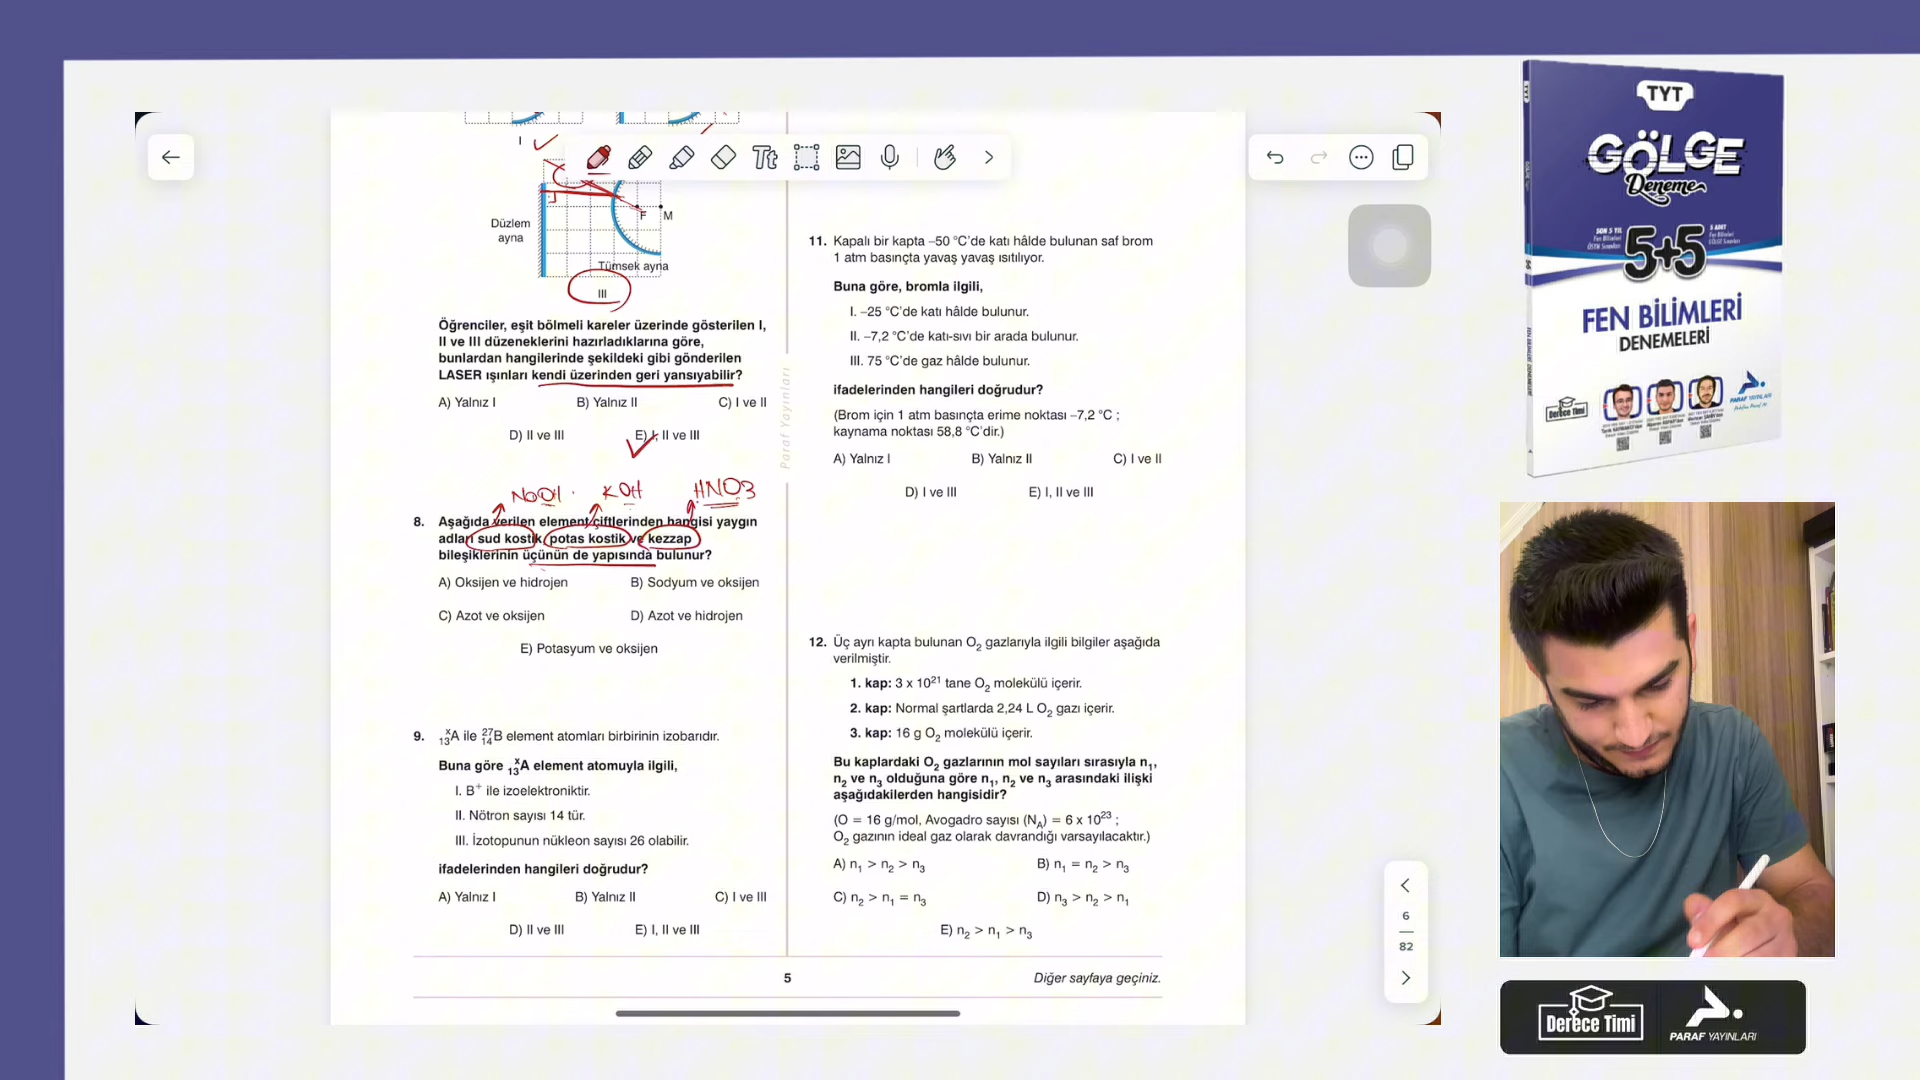 I
Düzlem
ayna
F
M
Tümsek ayna
III
Öğrenciler, eşit bölmeli kareler üzerinde gösterilen I,
II ve III düzeneklerini hazırladıklarına göre,
bunlardan hangilerinde şekildeki gibi gönderilen
LASER ışınları kendi üzerinden geri yansıyabilir?
A) Yalnız I B) Yalnız II C) I ve II
D) II ve III E) I, II ve III
NaOH KOH HNO3
8. Aşağıda verilen element çiftlerinden hangisi yaygın
adları sud kostik, potas kostik ve kezzap
bileşiklerinin üçünün de yapısında bulunur?
A) Oksijen ve hidrojen B) Sodyum ve oksijen
C) Azot ve oksijen D) Azot ve hidrojen
E) Potasyum ve oksijen
9. ₁₃ˣA ile ₁₄²⁷B element atomları birbirinin izobarıdır.
Buna göre ₁₃ˣA element atomuyla ilgili,
I. B⁺ ile izoelektroniktir.
II. Nötron sayısı 14 tür.
III. İzotopunun nükleon sayısı 26 olabilir.
ifadelerinden hangileri doğrudur?
A) Yalnız I B) Yalnız II C) I ve III
D) II ve III E) I, II ve III
Paraf Yayınları
11. Kapalı bir kapta –50 °C'de katı hâlde bulunan saf brom
1 atm basınçta yavaş yavaş ısıtılıyor.
Buna göre, bromla ilgili,
I. –25 °C'de katı hâlde bulunur.
II. –7,2 °C'de katı-sıvı bir arada bulunur.
III. 75 °C'de gaz hâlde bulunur.
ifadelerinden hangileri doğrudur?
(Brom için 1 atm basınçta erime noktası –7,2 °C ;
kaynama noktası 58,8 °C'dir.)
A) Yalnız I B) Yalnız II C) I ve II
D) I ve III E) I, II ve III
12. Üç ayrı kapta bulunan O₂ gazlarıyla ilgili bilgiler aşağıda
verilmiştir.
1. kap: 3 x 10²¹ tane O₂ molekülü içerir.
2. kap: Normal şartlarda 2,24 L O₂ gazı içerir.
3. kap: 16 g O₂ molekülü içerir.
Bu kaplardaki O₂ gazlarının mol sayıları sırasıyla n₁,
n₂ ve n₃ olduğuna göre n₁, n₂ ve n₃ arasındaki ilişki
aşağıdakilerden hangisidir?
(O = 16 g/mol, Avogadro sayısı (N_A) = 6 x 10²³ ;
O₂ gazının ideal gaz olarak davrandığı varsayılacaktır.)
A) n₁ > n₂ > n₃ B) n₁ = n₂ > n₃
C) n₂ > n₁ = n₃ D) n₃ > n₂ > n₁
E) n₂ > n₁ > n₃
5
Diğer sayfaya geçiniz.
Tt
6
82
TYT
GÖLGE
Deneme
5+5
FEN BİLİMLERİ
DENEMELERİ
Derece Timi
PARAF YAYINLARI
Derece Timi
PARAF YAYINLARI